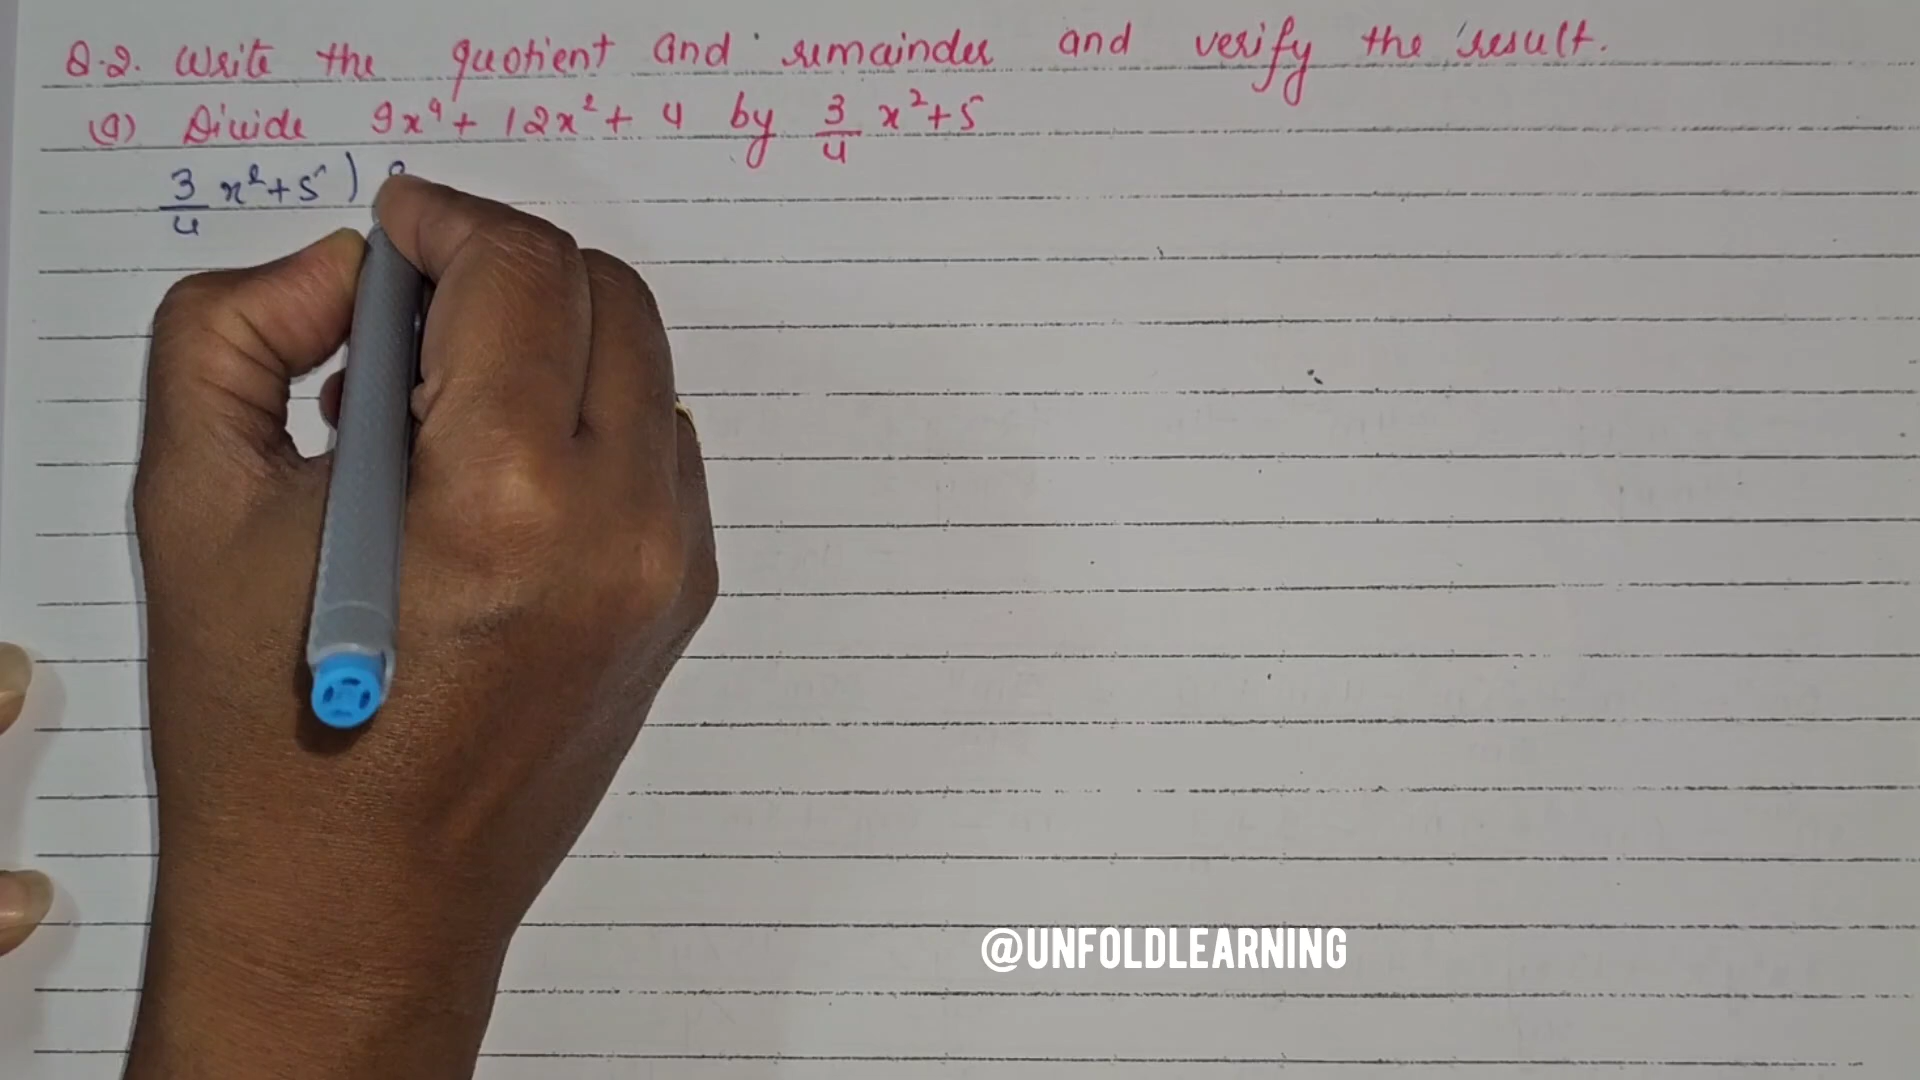 Q.2. Write the quotient and remainder and verify the result.
(a) Divide 9x⁴ + 12x² + 4 by 3/4 x² + 5
3/4 x² + 5 )
@UNFOLDLEARNING